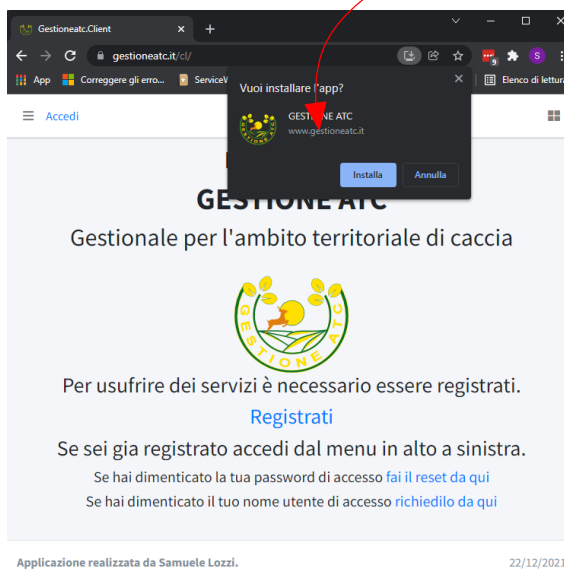 Gestioneatc.Client
gestioneatc.it/cl/
9
S
App
Correggere gli erro...
ServiceN
Elenco di lettura
Vuoi installare l'app?
GESTIONE ATC
www.gestioneatc.it
Installa
Annulla
Accedi
GESTIONE ATC
Gestionale per l'ambito territoriale di caccia
GESTIONE ATC
Per usufrire dei servizi è necessario essere registrati.
Registrati
Se sei gia registrato accedi dal menu in alto a sinistra.
Se hai dimenticato la tua password di accesso fai il reset da qui
Se hai dimenticato il tuo nome utente di accesso richiedilo da qui
Applicazione realizzata da Samuele Lozzi.
22/12/2021